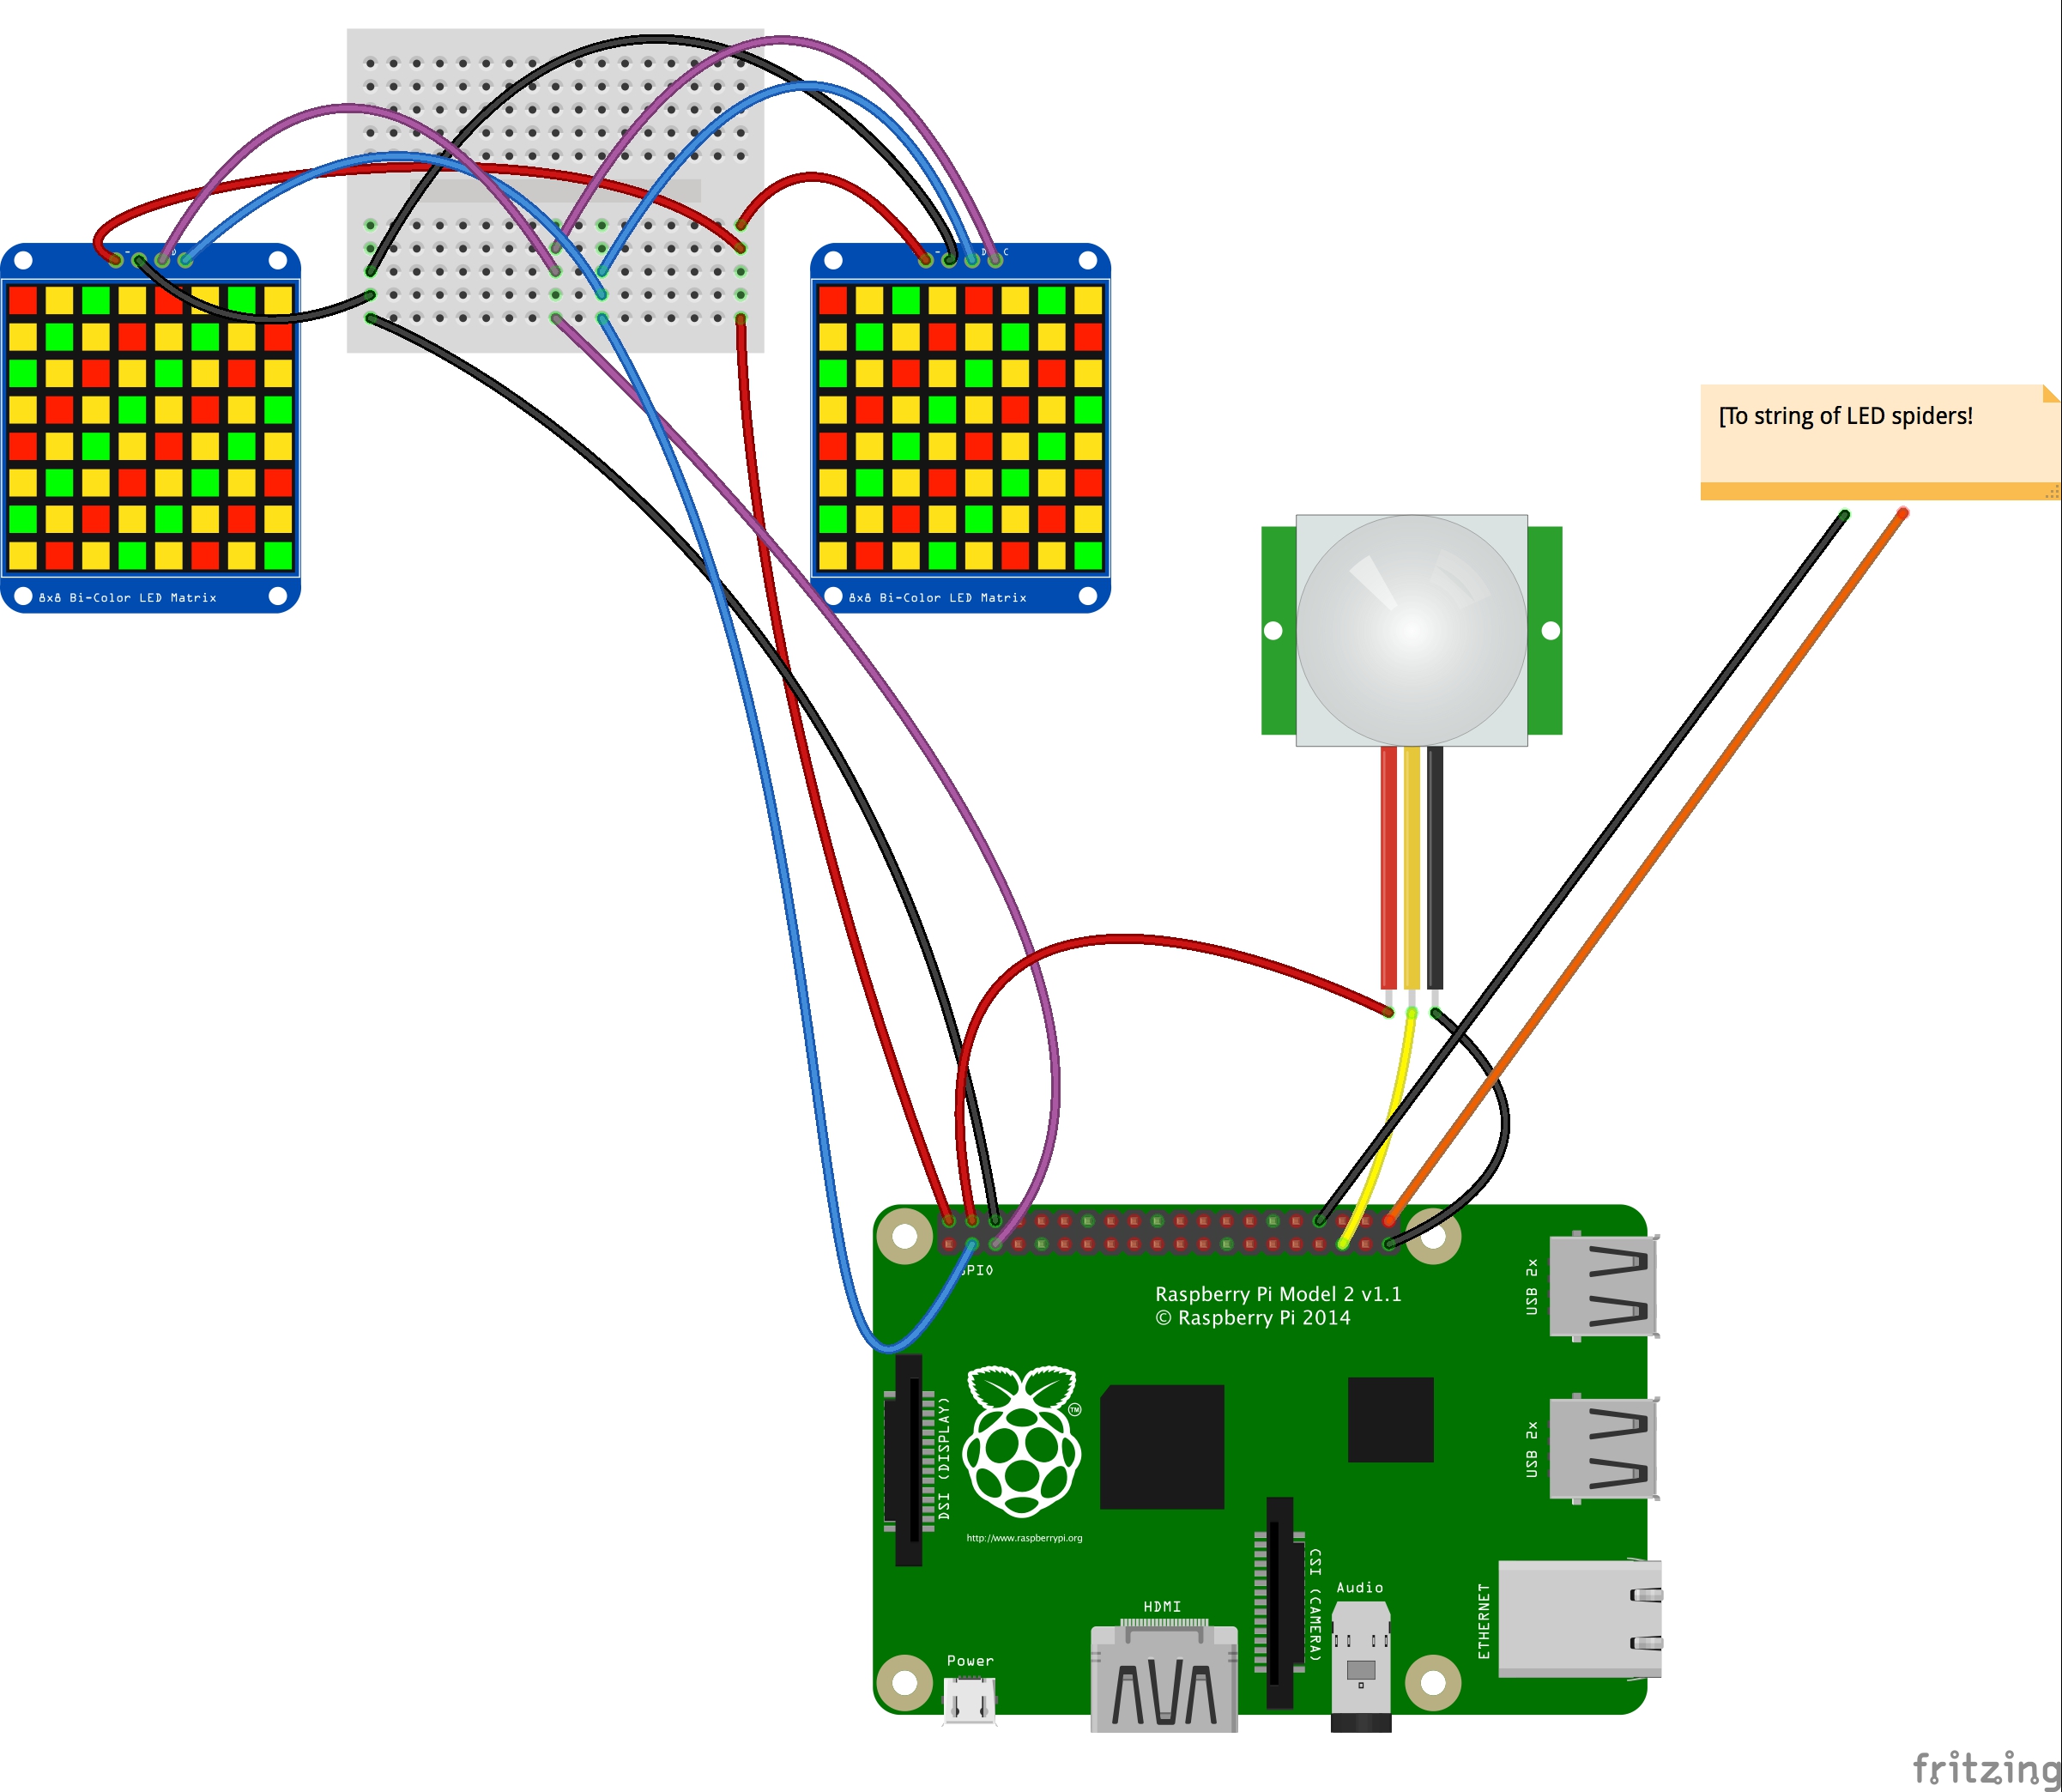 - D
- D C
[To string of LED spiders!
8x8 Bi-Color LED Matrix
8x8 Bi-Color LED Matrix
GPIO
Raspberry Pi Model 2 v1.1
© Raspberry Pi 2014
USB 2x
DSI (DISPLAY)
TM
USB 2x
http://www.raspberrypi.org
CSI (CAMERA)
Audio
ETHERNET
HDMI
Power
fritzing